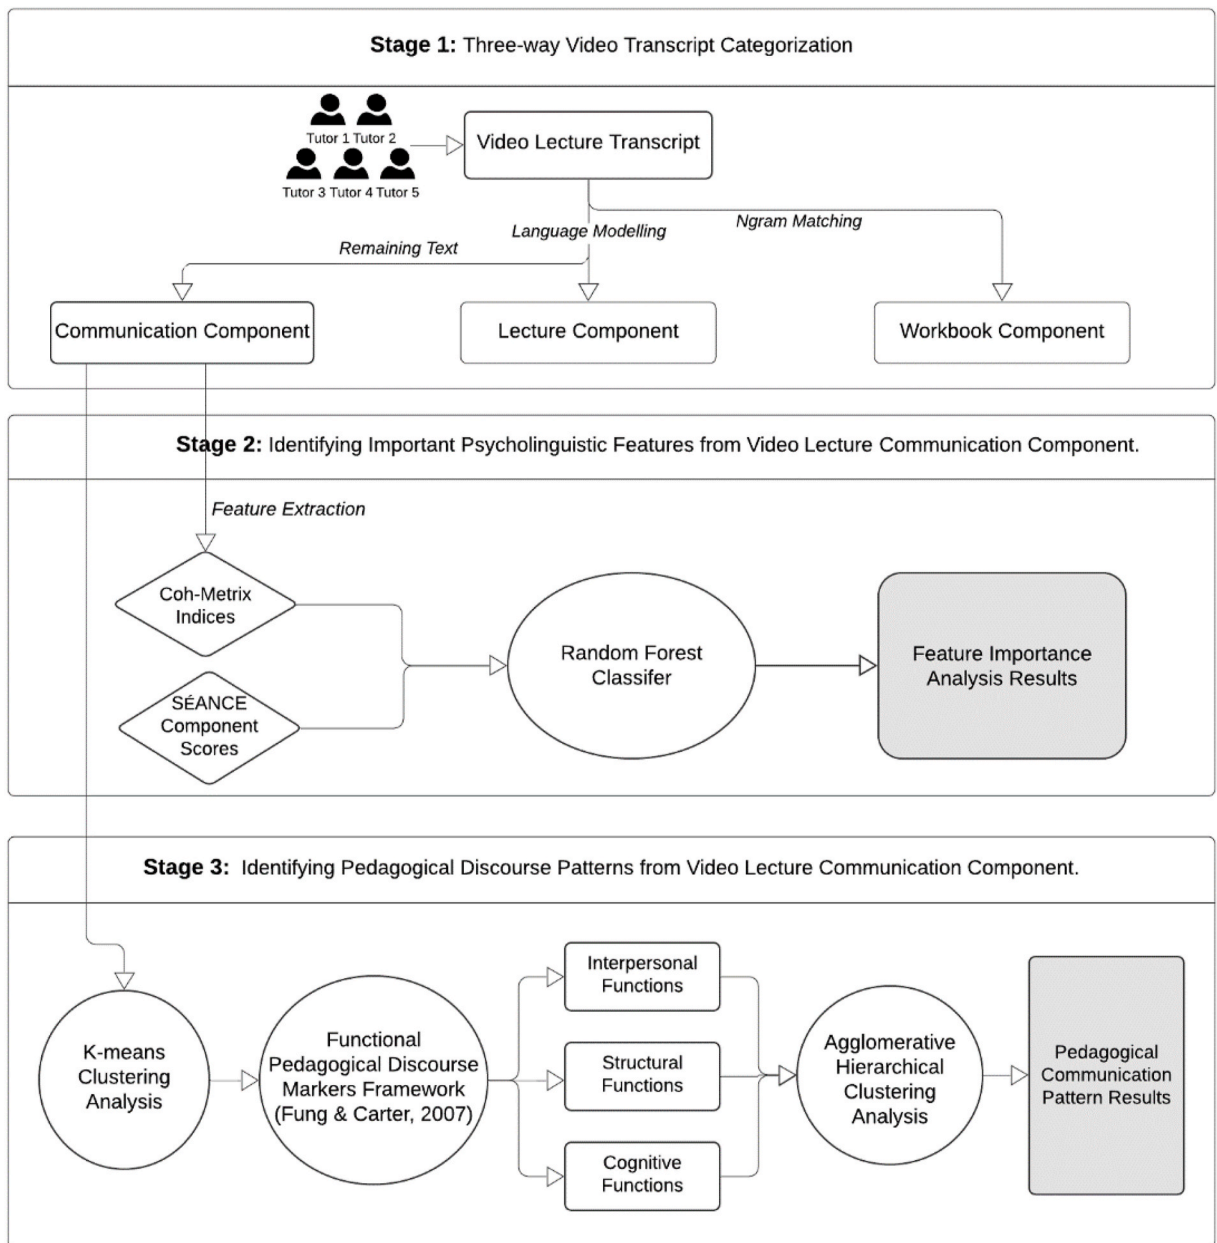 Stage 1: Three-way Video Transcript Categorization
Tutor 1 Tutor 2
Tutor 3 Tutor 4 Tutor 5
Video Lecture Transcript
Remaining Text
Language Modelling
Ngram Matching
Communication Component
Lecture Component
Workbook Component
Stage 2: Identifying Important Psycholinguistic Features from Video Lecture Communication Component.
Feature Extraction
Coh-Metrix
Indices
SÉANCE
Component
Scores
Random Forest
Classifer
Feature Importance
Analysis Results
Stage 3: Identifying Pedagogical Discourse Patterns from Video Lecture Communication Component.
K-means
Clustering
Analysis
Functional
Pedagogical Discourse
Markers Framework
(Fung & Carter, 2007)
Interpersonal
Functions
Structural
Functions
Cognitive
Functions
Agglomerative
Hierarchical
Clustering
Analysis
Pedagogical
Communication
Pattern Results